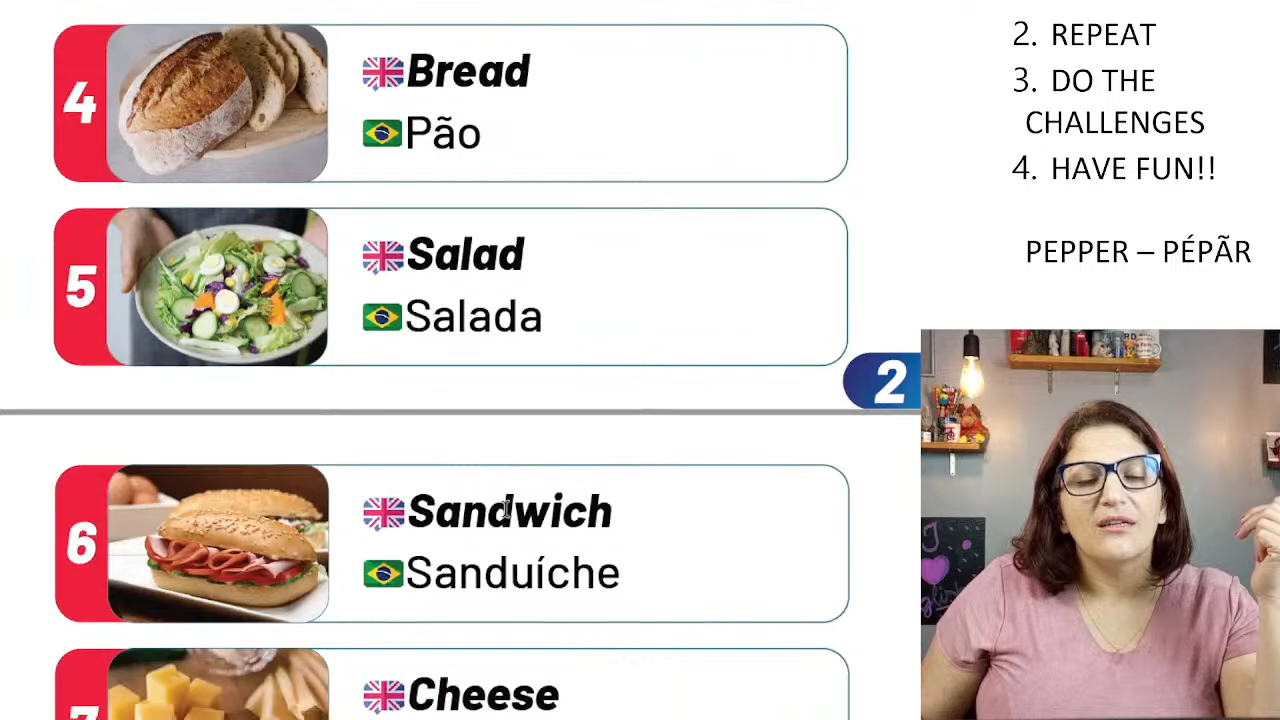 4
Bread
Pão
5
Salad
Salada
2
6
Sandwich
Sanduíche
Cheese
2. REPEAT
3. DO THE
CHALLENGES
4. HAVE FUN!!
PEPPER – PÉPÃR